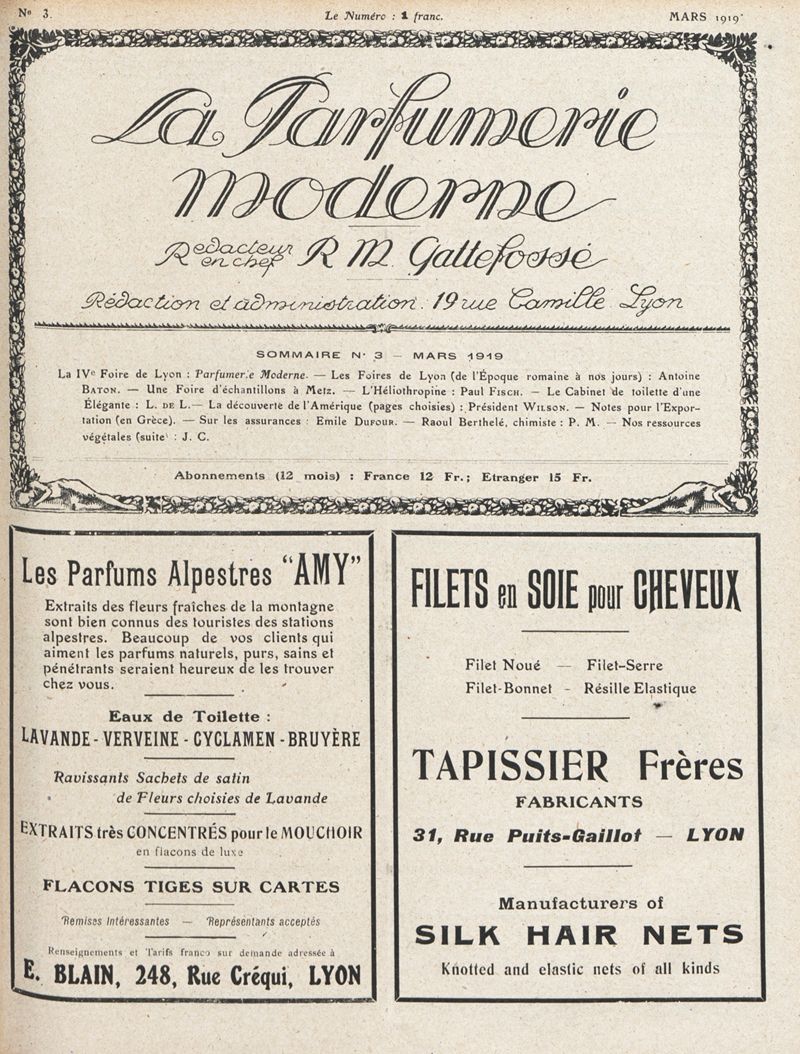 No 3.
Le Numéro : 1 franc.
MARS 1919
La Parfumerie
moderne
Rédacteur en chef R M Gattefossé
Rédaction et administration. 19 rue Camille Lyon
SOMMAIRE No 3 — MARS 1919
La IVe Foire de Lyon : Parfumerie Moderne. — Les Foires de Lyon (de l'Époque romaine à nos jours) : Antoine
BATON. — Une Foire d'échantillons à Metz. — L'Héliothropine : Paul FISCH. — Le Cabinet de toilette d'une
Élégante : L. DE L. — La découverte de l'Amérique (pages choisies) : Président WILSON. — Notes pour l'Expor-
tation (en Grèce). — Sur les assurances : Emile DUFOUR. — Raoul Berthelé, chimiste : P. M. — Nos ressources
végétales (suite) : J. C.
Abonnements (12 mois) : France 12 Fr.; Etranger 15 Fr.
Les Parfums Alpestres "AMY"
Extraits des fleurs fraîches de la montagne
sont bien connus des touristes des stations
alpestres. Beaucoup de vos clients qui
aiment les parfums naturels, purs, sains et
pénétrants seraient heureux de les trouver
chez vous.
Eaux de Toilette :
LAVANDE - VERVEINE - CYCLAMEN - BRUYÈRE
Ravissants Sachets de satin
de Fleurs choisies de Lavande
EXTRAITS très CONCENTRÉS pour le MOUCHOIR
en flacons de luxe
FLACONS TIGES SUR CARTES
Remises Intéressantes — Représentants acceptés
Renseignements et Tarifs franco sur demande adressée à
E. BLAIN, 248, Rue Créqui, LYON
FILETS en SOIE pour CHEVEUX
Filet Noué — Filet-Serre
Filet-Bonnet - Résille Elastique
TAPISSIER Frères
FABRICANTS
31, Rue Puits-Gaillot — LYON
Manufacturers of
SILK HAIR NETS
Knotted and elastic nets of all kinds